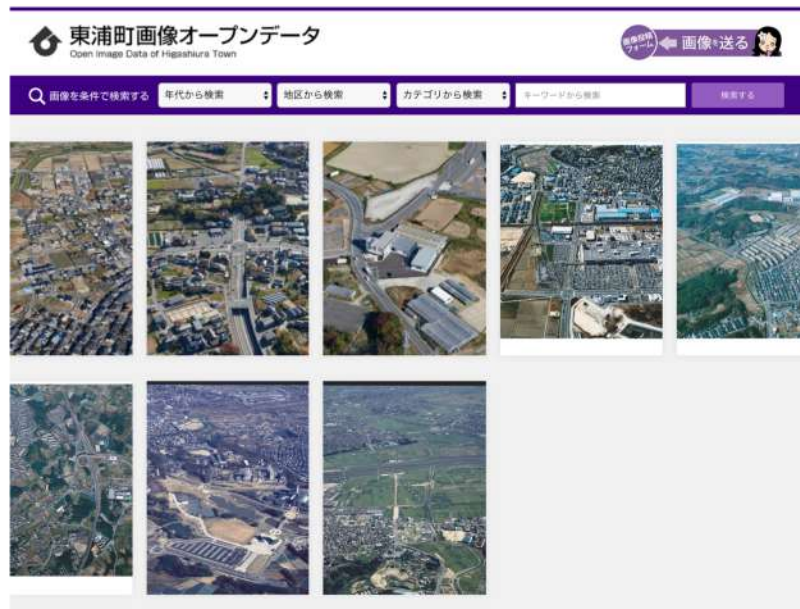 東浦町画像オープンデータ
Open Image Data of Higashiura Town
画像投稿
フォーム
画像を送る
画像を条件で検索する
年代から検索
地区から検索
カテゴリから検索
キーワードから検索
検索する